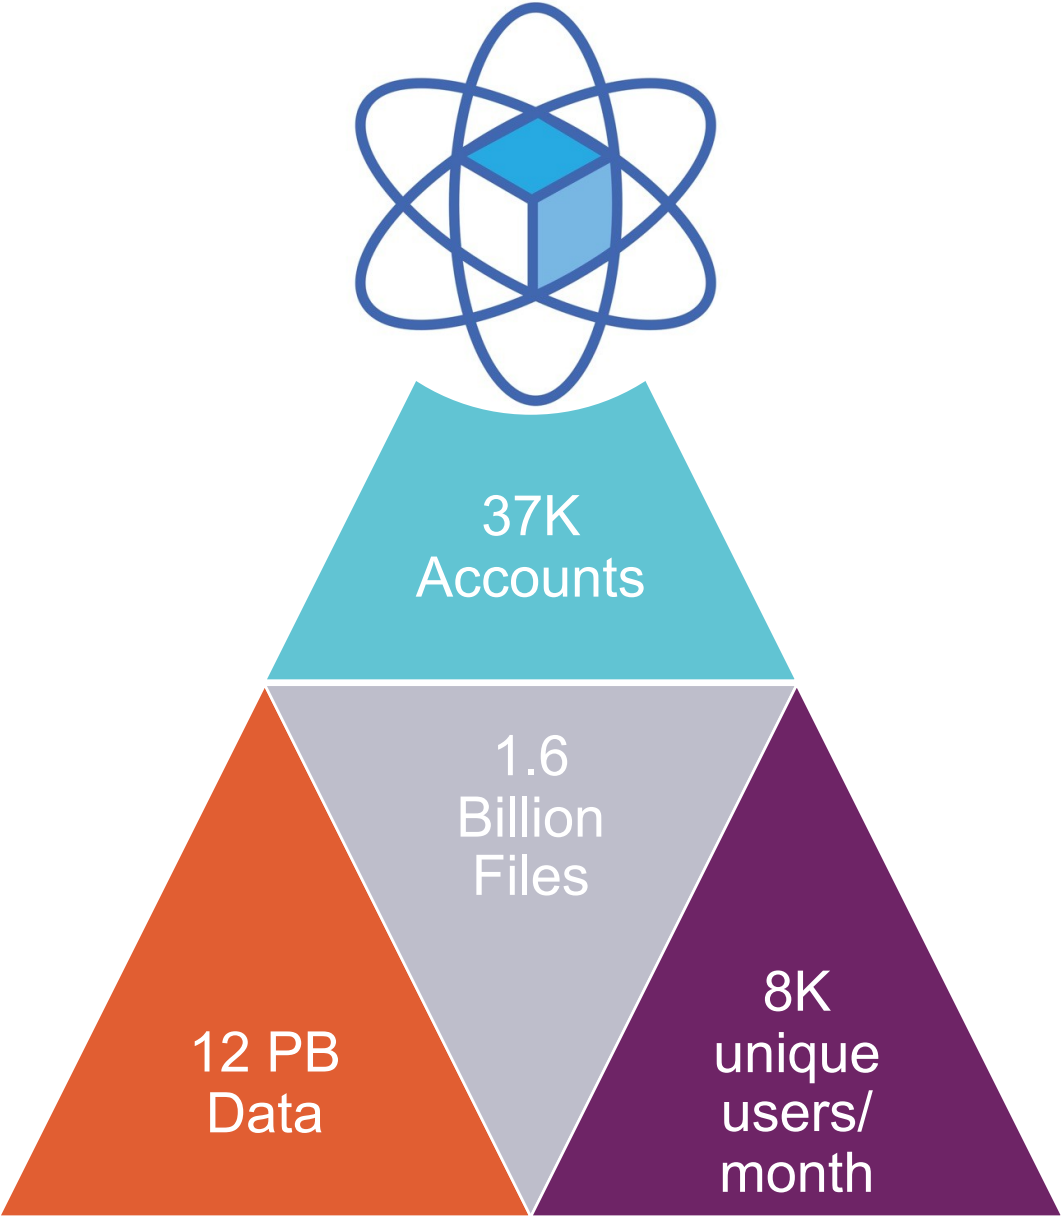 37K
Accounts
1.6
Billion
Files
12 PB
Data
8K
unique
users/
month